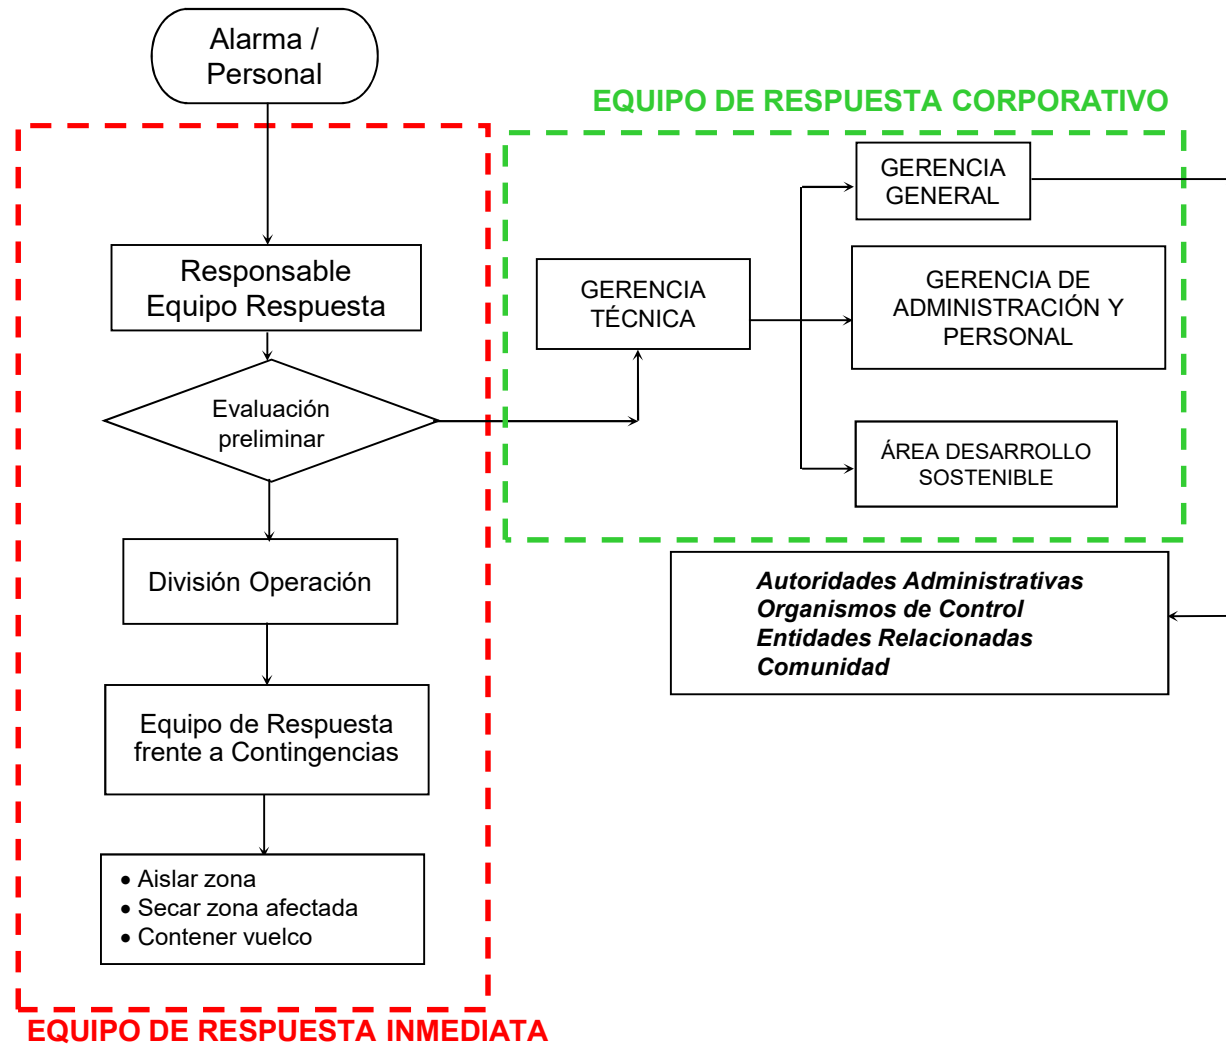 Alarma /
Personal
EQUIPO DE RESPUESTA CORPORATIVO
GERENCIA
GENERAL
Responsable
Equipo Respuesta
GERENCIA
TÉCNICA
GERENCIA DE
ADMINISTRACIÓN Y
PERSONAL
Evaluación
preliminar
ÁREA DESARROLLO
SOSTENIBLE
División Operación
Autoridades Administrativas
Organismos de Control
Entidades Relacionadas
Comunidad
Equipo de Respuesta
frente a Contingencias
• Aislar zona
• Secar zona afectada
• Contener vuelco
EQUIPO DE RESPUESTA INMEDIATA